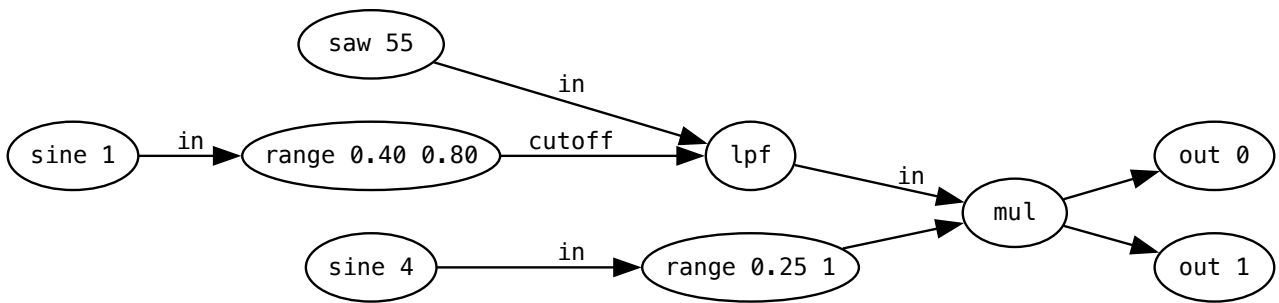 saw 55
in
sine 1
in
range 0.40 0.80
cutoff
lpf
in
out 0
mul
sine 4
in
range 0.25 1
out 1